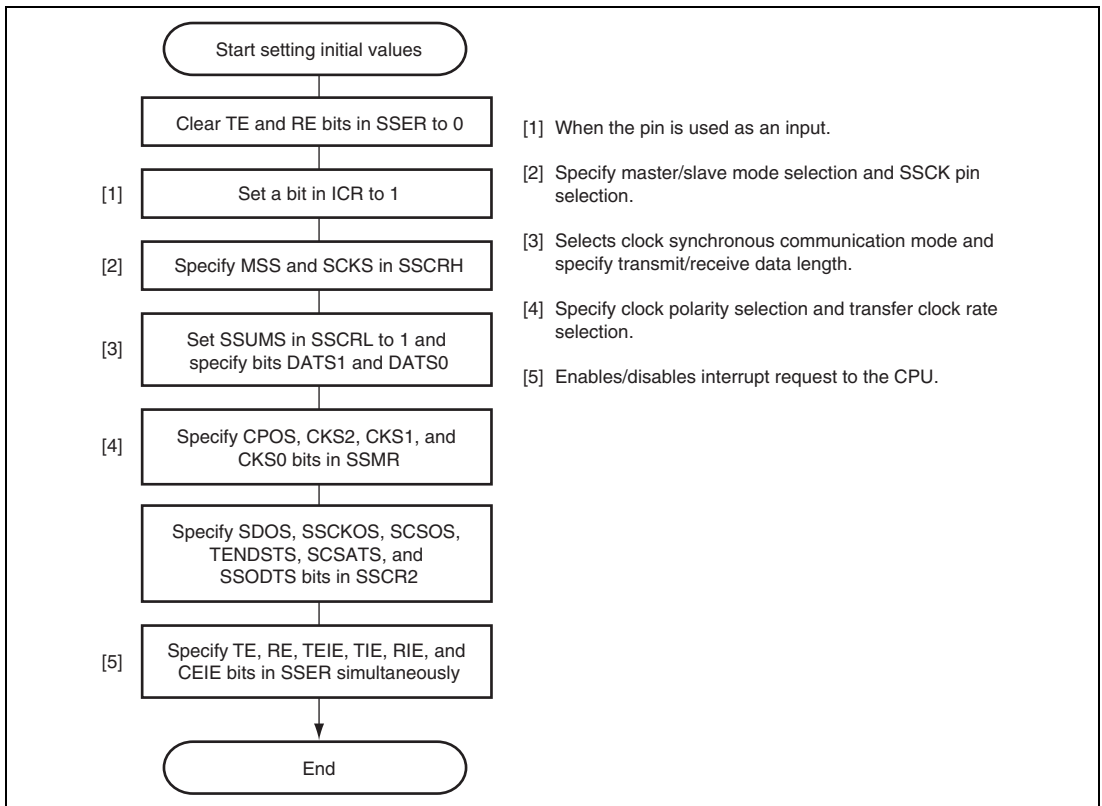 Start setting initial values
Clear TE and RE bits in SSER to 0
[1] Set a bit in ICR to 1
[2] Specify MSS and SCKS in SSCRH
[3] Set SSUMS in SSCRL to 1 and
specify bits DATS1 and DATS0
[4] Specify CPOS, CKS2, CKS1, and
CKS0 bits in SSMR
Specify SDOS, SSCKOS, SCSOS,
TENDSTS, SCSATS, and
SSODTS bits in SSCR2
[5] Specify TE, RE, TEIE, TIE, RIE, and
CEIE bits in SSER simultaneously
End
[1] When the pin is used as an input.
[2] Specify master/slave mode selection and SSCK pin
selection.
[3] Selects clock synchronous communication mode and
specify transmit/receive data length.
[4] Specify clock polarity selection and transfer clock rate
selection.
[5] Enables/disables interrupt request to the CPU.